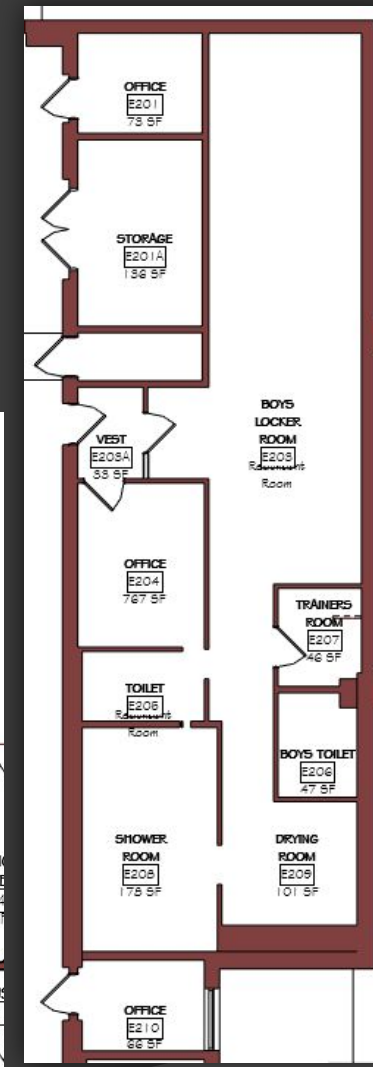 OFFICE
E201
73 SF
STORAGE
E201A
136 SF
BOYS
LOCKER
ROOM
E203
Room
VEST
E203A
33 SF
OFFICE
E204
767 SF
TRAINERS
ROOM
E207
46 SF
TOILET
E205
Room
BOYS TOILET
E206
47 SF
SHOWER
ROOM
E208
175 SF
DRYING
ROOM
E209
101 SF
OFFICE
E210
66 SF